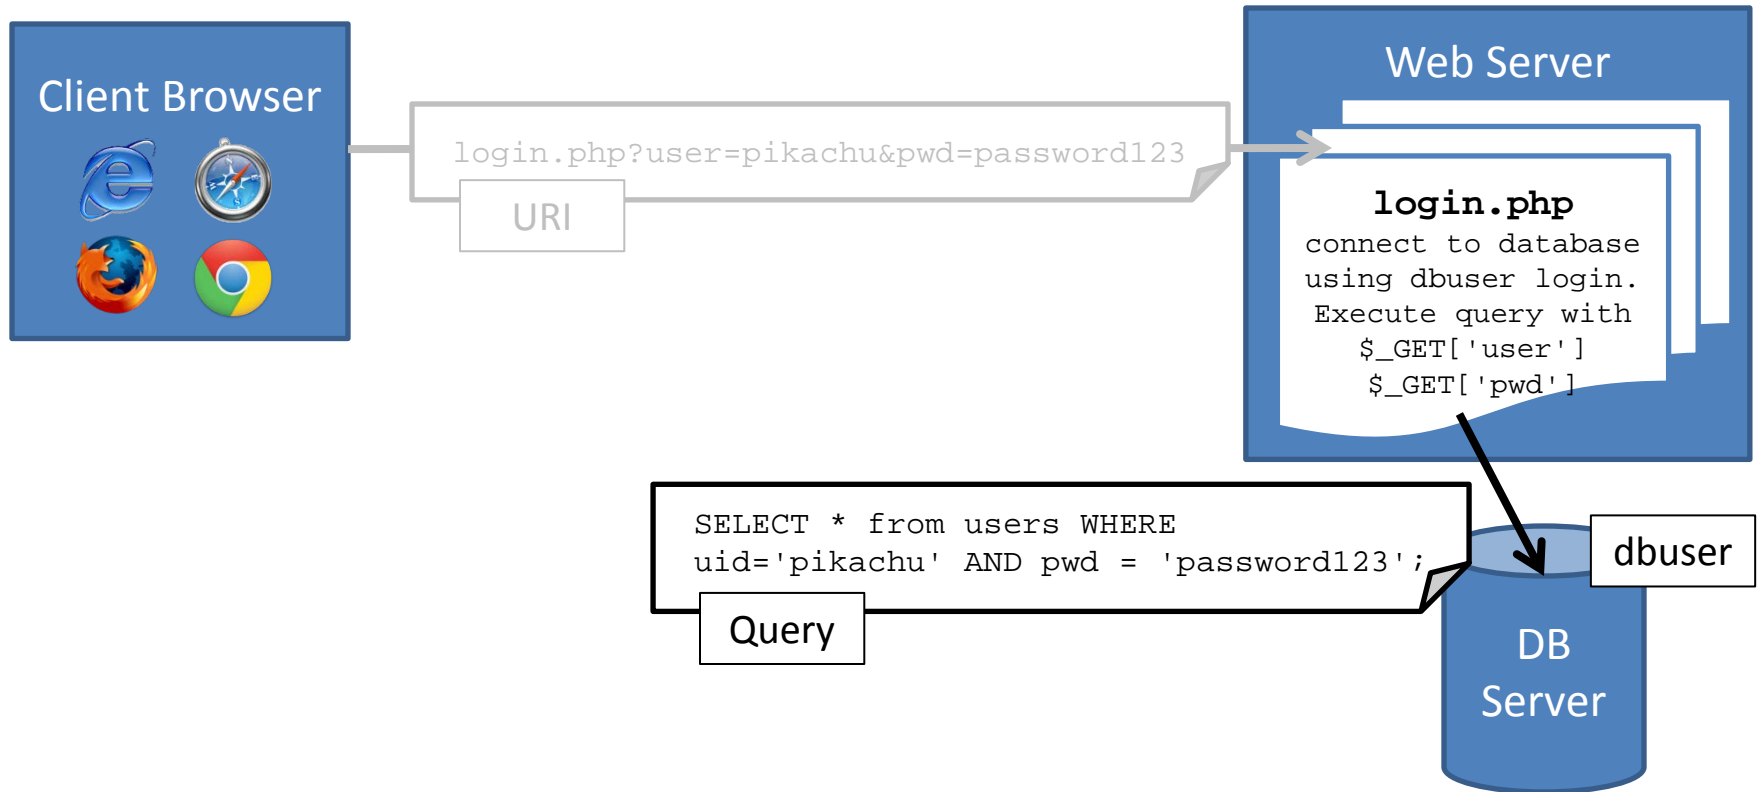 Client Browser
login.php?user=pikachu&pwd=password123
URI
Web Server
login.php
connect to database
using dbuser login.
Execute query with
$_GET['user']
$_GET['pwd']
SELECT * from users WHERE
uid='pikachu' AND pwd = 'password123';
Query
dbuser
DB
Server